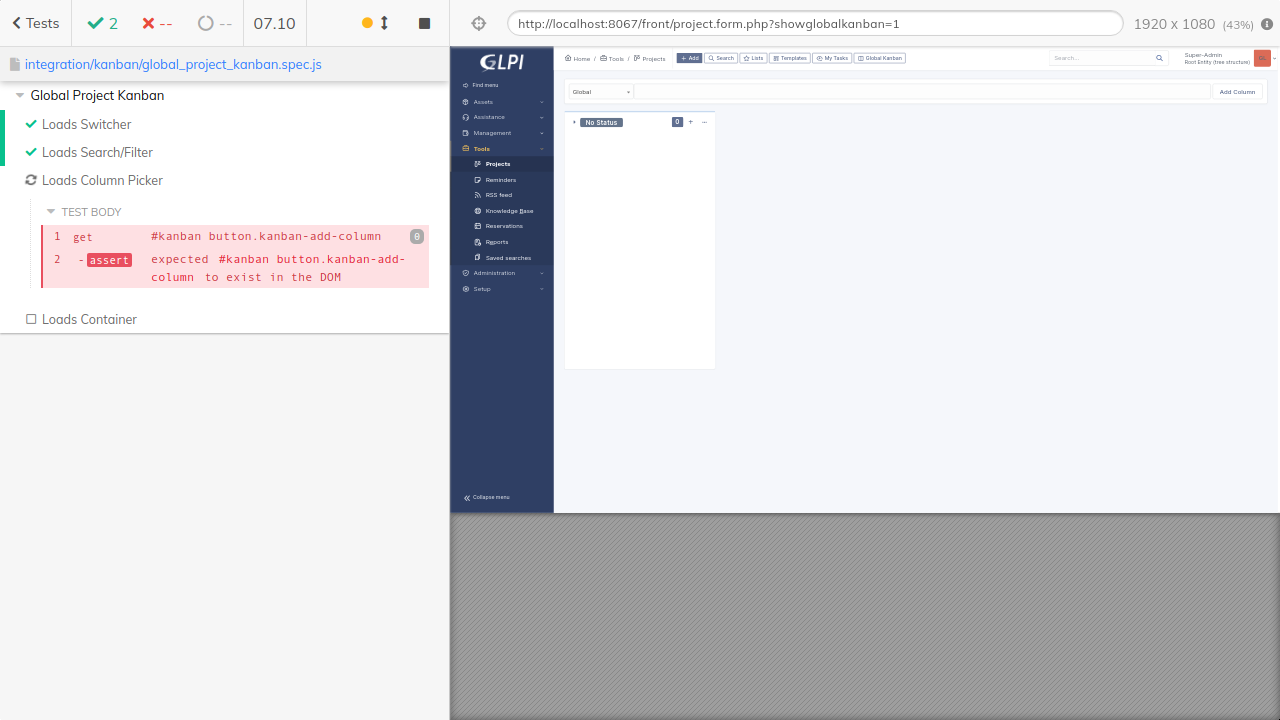 Tests
2
--
--
07.10
http://localhost:8067/front/project.form.php?showglobalkanban=1
1920 x 1080 (43%)
integration/kanban/global_project_kanban.spec.js
Global Project Kanban
Loads Switcher
Loads Search/Filter
Loads Column Picker
TEST BODY
1 get #kanban button.kanban-add-column 0
2 -assert expected #kanban button.kanban-add-
column to exist in the DOM
Loads Container
GLPI
Find menu
Assets
Assistance
Management
Tools
Projects
Reminders
RSS feed
Knowledge Base
Reservations
Reports
Saved searches
Administration
Setup
Collapse menu
Home / Tools / Projects
Add
Search
Lists
Templates
My Tasks
Global Kanban
Search...
Super-Admin
Root Entity (tree structure)
Global
Add Column
No Status
0 + ...